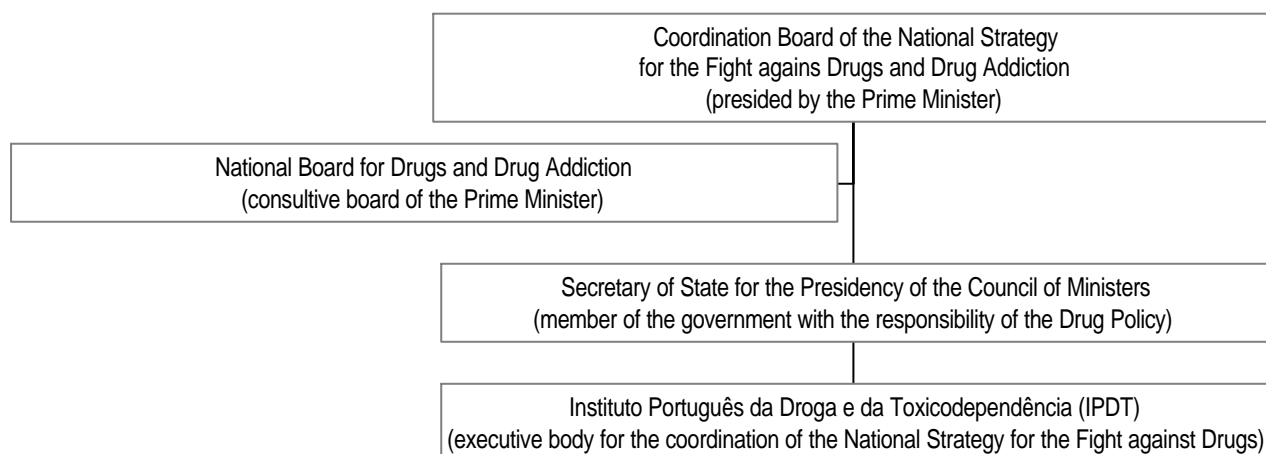 Coordination Board of the National Strategy
for the Fight agains Drugs and Drug Addiction
(presided by the Prime Minister)
National Board for Drugs and Drug Addiction
(consultive board of the Prime Minister)
Secretary of State for the Presidency of the Council of Ministers
(member of the government with the responsibility of the Drug Policy)
Instituto Português da Droga e da Toxicodependência (IPDT)
(executive body for the coordination of the National Strategy for the Fight against Drugs)